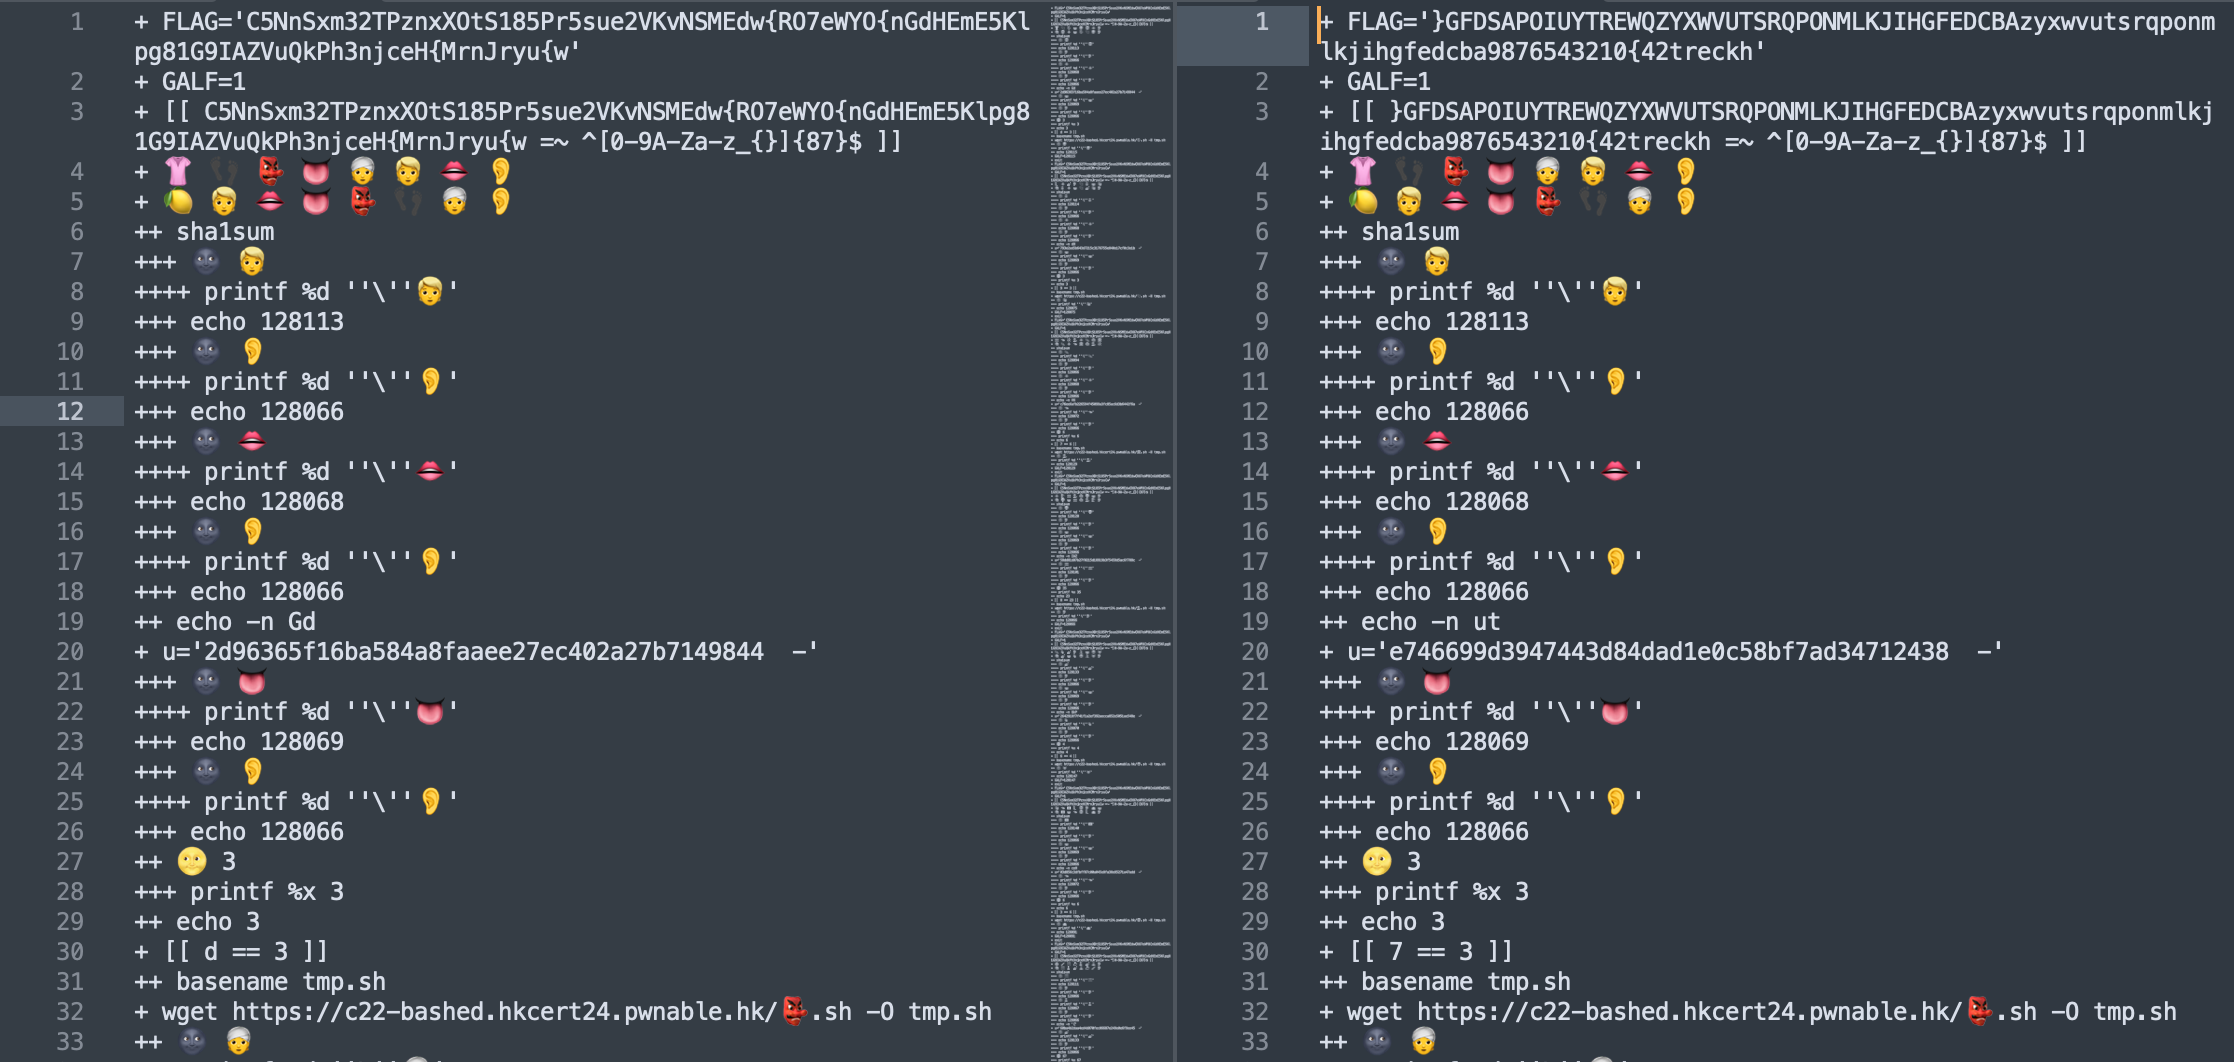 1 + FLAG='C5NnSxm32TPznxXOtS185Pr5sue2VKvNSMEdw{RO7eWYO{nGdHEmE5Kl
pg81G9IAZVuQkPh3njceH{MrnJryu{w'
2 + GALF=1
3 + [[ C5NnSxm32TPznxXOtS185Pr5sue2VKvNSMEdw{RO7eWYO{nGdHEmE5Klpg8
1G9IAZVuQkPh3njceH{MrnJryu{w =~ ^[0-9A-Za-z_{}]{87}$ ]]
4 + 👚 👣 👺 👅 👳 👱 👄 👂
5 + 🍋 👱 👄 👅 👺 👣 👳 👂
6 ++ sha1sum
7 +++ 🌚 👱
8 ++++ printf %d ''\''👱'
9 +++ echo 128113
10 +++ 🌚 👂
11 ++++ printf %d ''\''👂'
12 +++ echo 128066
13 +++ 🌚 👄
14 ++++ printf %d ''\''👄'
15 +++ echo 128068
16 +++ 🌚 👂
17 ++++ printf %d ''\''👂'
18 +++ echo 128066
19 ++ echo -n Gd
20 + u='2d96365f16ba584a8faaee27ec402a27b7149844  -'
21 +++ 🌚 👅
22 ++++ printf %d ''\''👅'
23 +++ echo 128069
24 +++ 🌚 👂
25 ++++ printf %d ''\''👂'
26 +++ echo 128066
27 ++ 🌝 3
28 +++ printf %x 3
29 ++ echo 3
30 + [[ d == 3 ]]
31 ++ basename tmp.sh
32 + wget https://c22-bashed.hkcert24.pwnable.hk/👺.sh -O tmp.sh
33 ++ 🌚 👳
1 + FLAG='}GFDSAPOIUYTREWQZYXWVUTSRQPONMLKJIHGFEDCBAzyxwvutsrqponm
lkjihgfedcba9876543210{42treckh'
2 + GALF=1
3 + [[ }GFDSAPOIUYTREWQZYXWVUTSRQPONMLKJIHGFEDCBAzyxwvutsrqponmlkj
ihgfedcba9876543210{42treckh =~ ^[0-9A-Za-z_{}]{87}$ ]]
4 + 👚 👣 👺 👅 👳 👱 👄 👂
5 + 🍋 👱 👄 👅 👺 👣 👳 👂
6 ++ sha1sum
7 +++ 🌚 👱
8 ++++ printf %d ''\''👱'
9 +++ echo 128113
10 +++ 🌚 👂
11 ++++ printf %d ''\''👂'
12 +++ echo 128066
13 +++ 🌚 👄
14 ++++ printf %d ''\''👄'
15 +++ echo 128068
16 +++ 🌚 👂
17 ++++ printf %d ''\''👂'
18 +++ echo 128066
19 ++ echo -n ut
20 + u='e746699d3947443d84dad1e0c58bf7ad34712438  -'
21 +++ 🌚 👅
22 ++++ printf %d ''\''👅'
23 +++ echo 128069
24 +++ 🌚 👂
25 ++++ printf %d ''\''👂'
26 +++ echo 128066
27 ++ 🌝 3
28 +++ printf %x 3
29 ++ echo 3
30 + [[ 7 == 3 ]]
31 ++ basename tmp.sh
32 + wget https://c22-bashed.hkcert24.pwnable.hk/👺.sh -O tmp.sh
33 ++ 🌚 👳